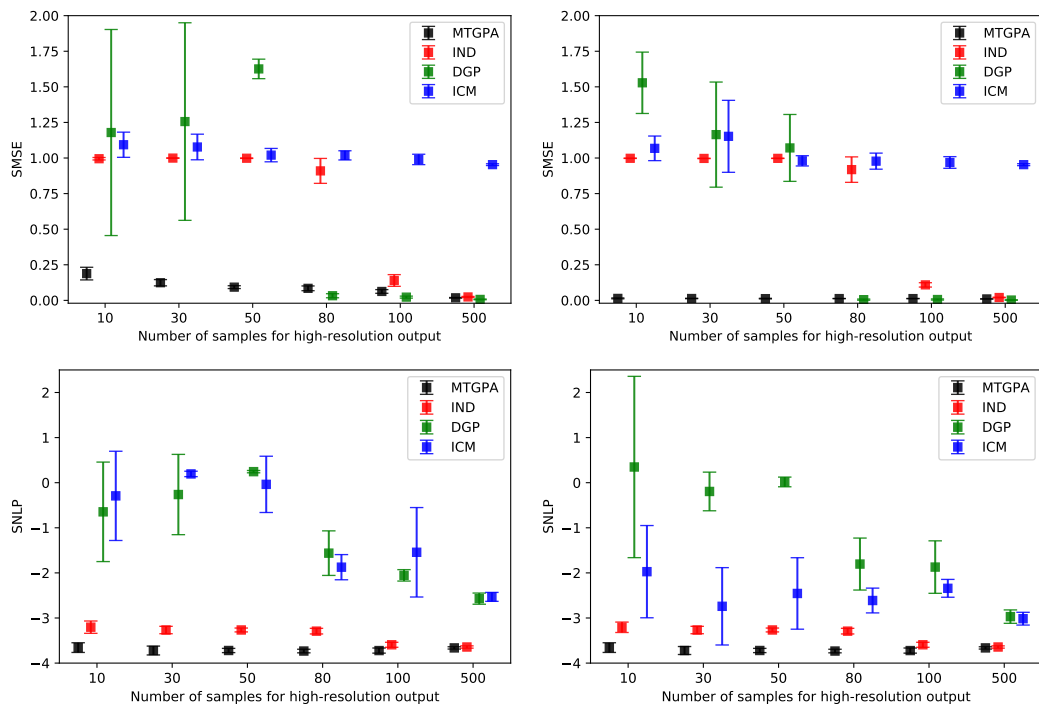 2.00
1.75
1.50
1.25
1.00
0.75
0.50
0.25
0.00
SMSE
MTGPA
IND
DGP
ICM
10 30 50 80 100 500
Number of samples for high-resolution output
2.00
1.75
1.50
1.25
1.00
0.75
0.50
0.25
0.00
SMSE
MTGPA
IND
DGP
ICM
10 30 50 80 100 500
Number of samples for high-resolution output
2
1
0
−1
−2
−3
−4
SNLP
MTGPA
IND
DGP
ICM
10 30 50 80 100 500
Number of samples for high-resolution output
2
1
0
−1
−2
−3
−4
SNLP
MTGPA
IND
DGP
ICM
10 30 50 80 100 500
Number of samples for high-resolution output